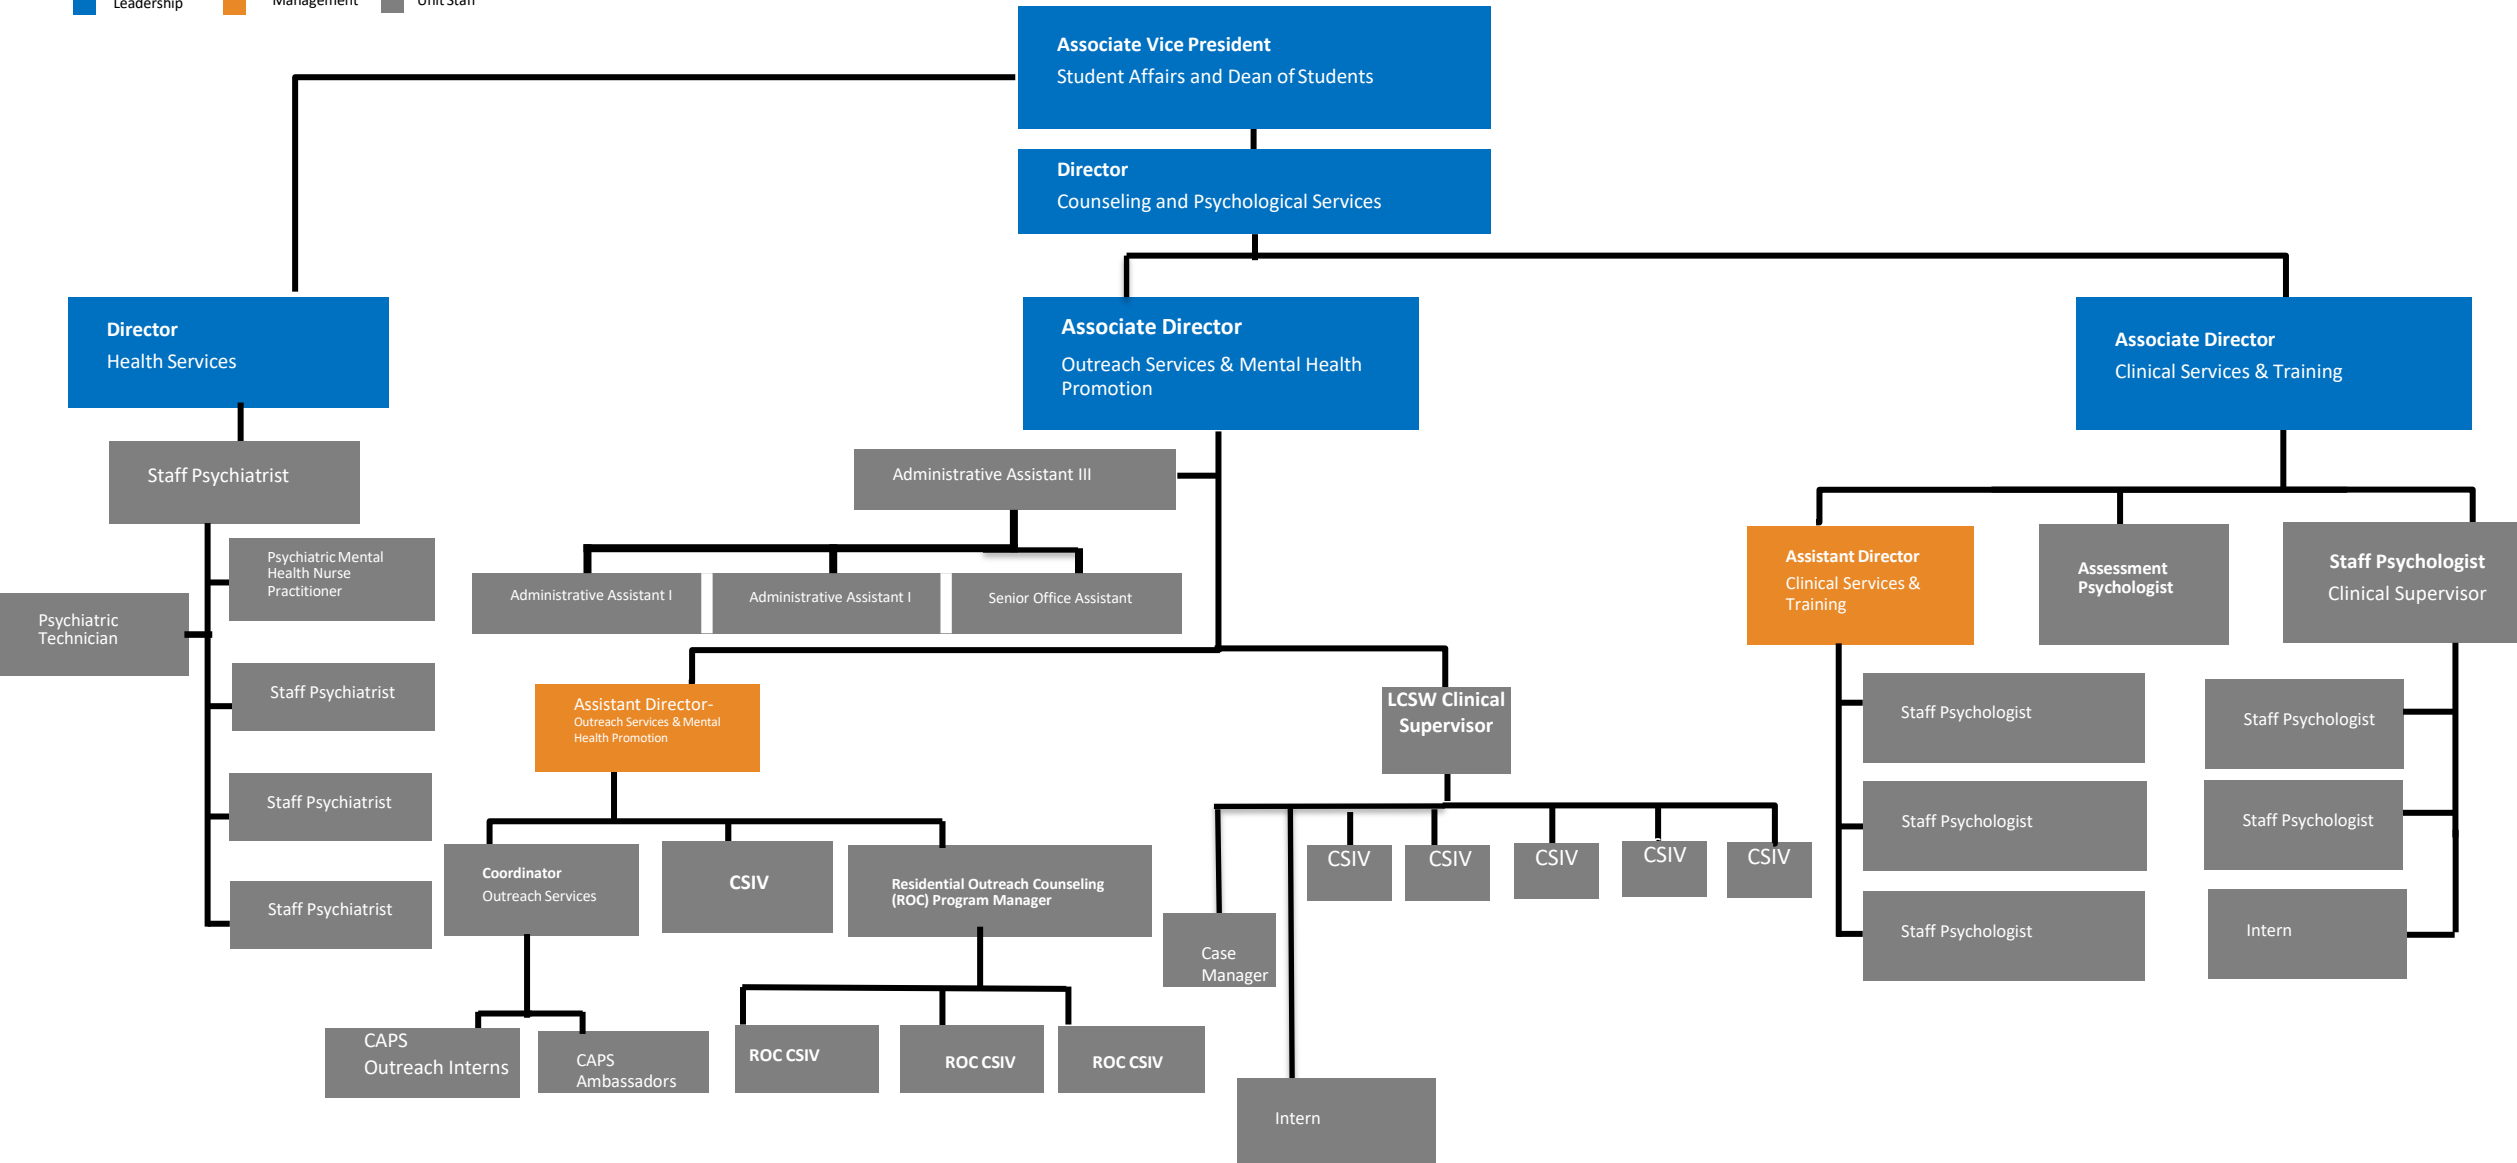 Leadership
Management
Unit Staff
Associate Vice President
Student Affairs and Dean of Students
Director
Counseling and Psychological Services
Director
Health Services
Associate Director
Outreach Services & Mental Health
Promotion
Associate Director
Clinical Services & Training
Staff Psychiatrist
Administrative Assistant III
Psychiatric Mental
Health Nurse
Practitioner
Psychiatric
Technician
Administrative Assistant I
Administrative Assistant I
Senior Office Assistant
Assistant Director
Clinical Services &
Training
Assessment
Psychologist
Staff Psychologist
Clinical Supervisor
Staff Psychiatrist
Assistant Director-
Outreach Services & Mental
Health Promotion
LCSW Clinical
Supervisor
Staff Psychologist
Staff Psychologist
Staff Psychiatrist
Staff Psychologist
Staff Psychologist
Coordinator
Outreach Services
CSIV
Residential Outreach Counseling
(ROC) Program Manager
CSIV
CSIV
CSIV
CSIV
CSIV
Staff Psychiatrist
Case
Manager
Staff Psychologist
Intern
CAPS
Outreach Interns
CAPS
Ambassadors
ROC CSIV
ROC CSIV
ROC CSIV
Intern